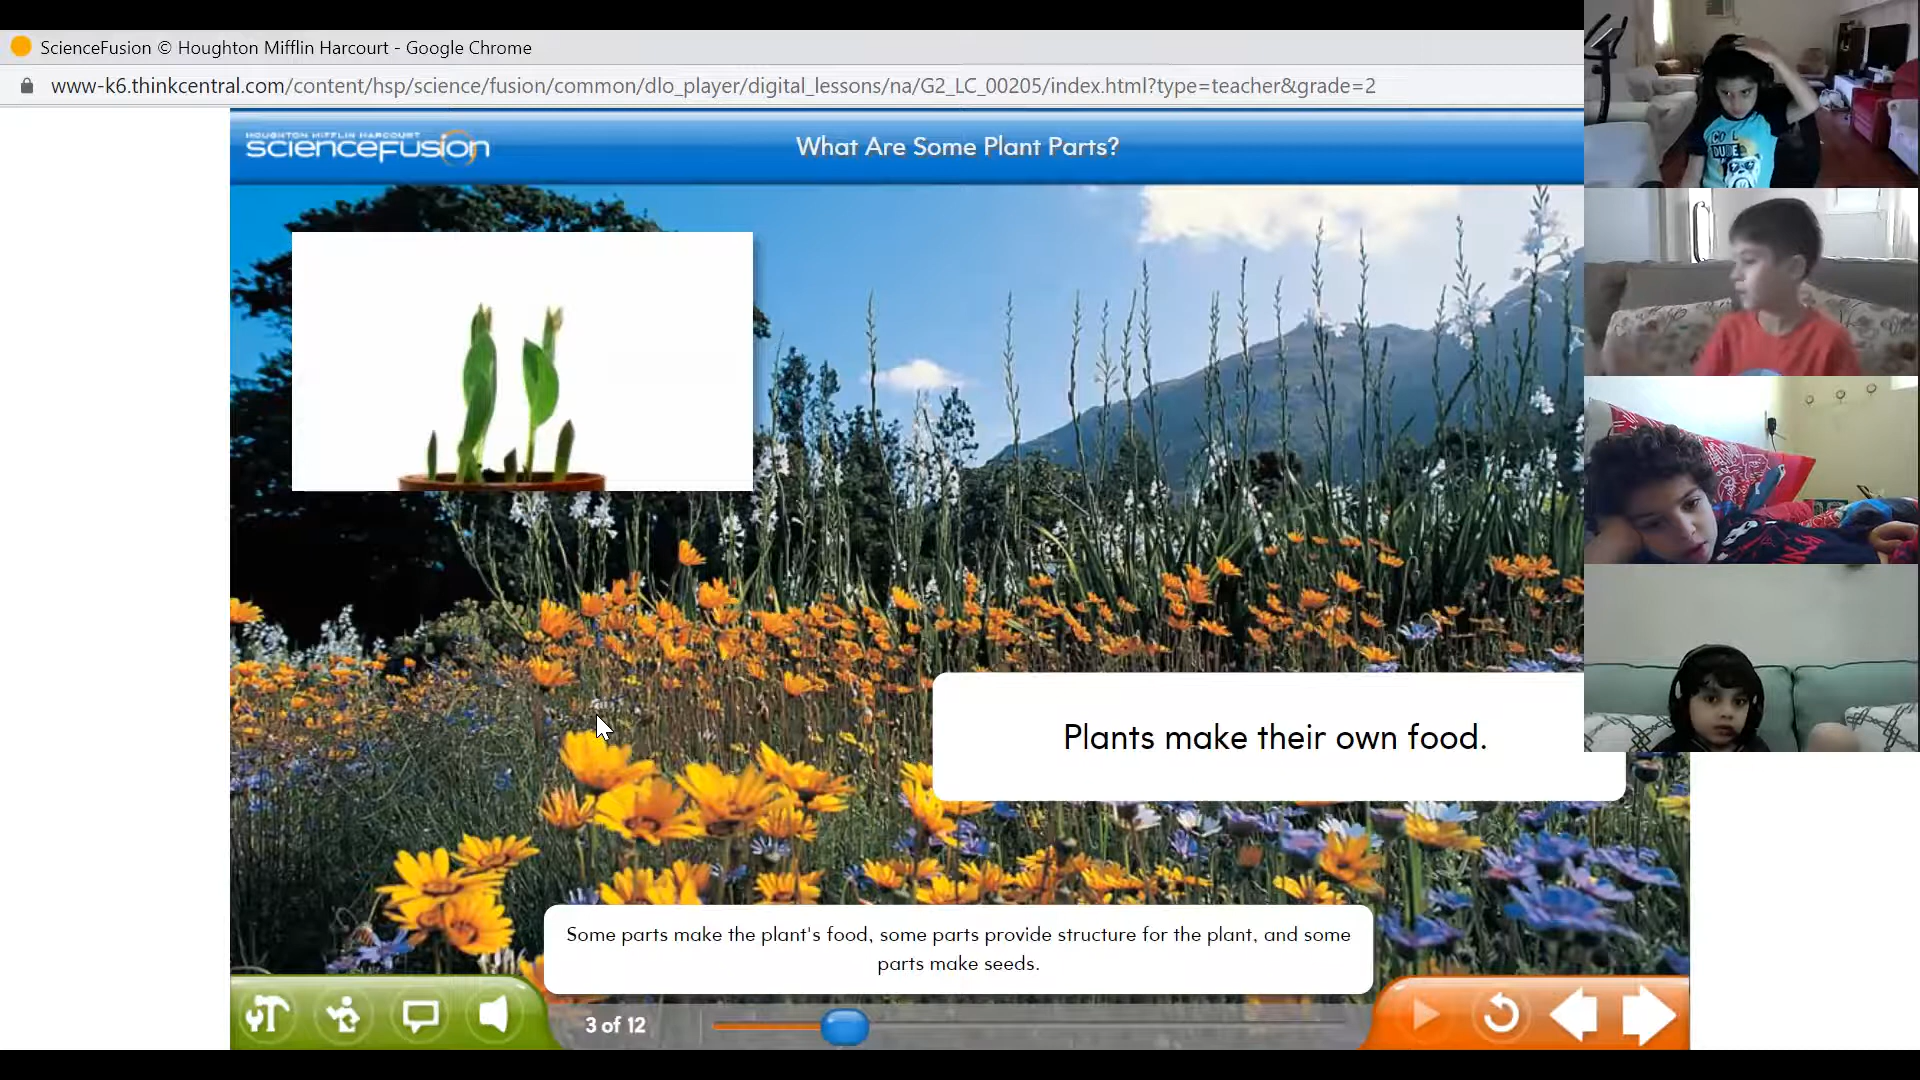 ScienceFusion © Houghton Mifflin Harcourt - Google Chrome
www-k6.thinkcentral.com/content/hsp/science/fusion/common/dlo_player/digital_lessons/na/G2_LC_00205/index.html?type=teacher&grade=2
HOUGHTON MIFFLIN HARCOURT
scienceFusion
What Are Some Plant Parts?
COOL
DUDE
Plants make their own food.
Some parts make the plant's food, some parts provide structure for the plant, and some
parts make seeds.
3 of 12